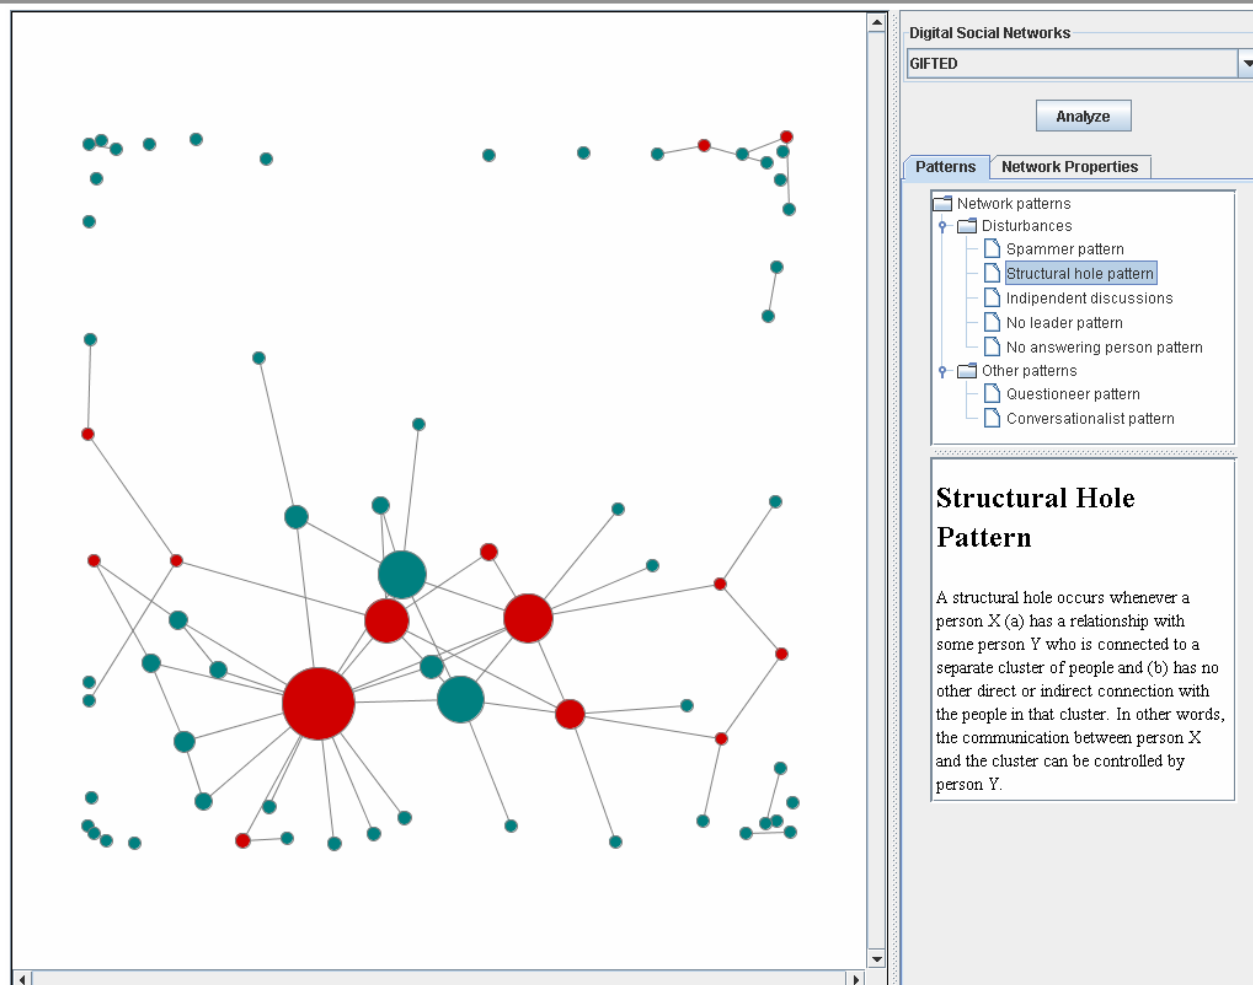 Digital Social Networks
GIFTED
Analyze
Patterns
Network Properties
Network patterns
Disturbances
Spammer pattern
Structural hole pattern
Indipendent discussions
No leader pattern
No answering person pattern
Other patterns
Questioneer pattern
Conversationalist pattern
Structural Hole
Pattern
A structural hole occurs whenever a
person X (a) has a relationship with
some person Y who is connected to a
separate cluster of people and (b) has no
other direct or indirect connection with
the people in that cluster. In other words,
the communication between person X
and the cluster can be controlled by
person Y.